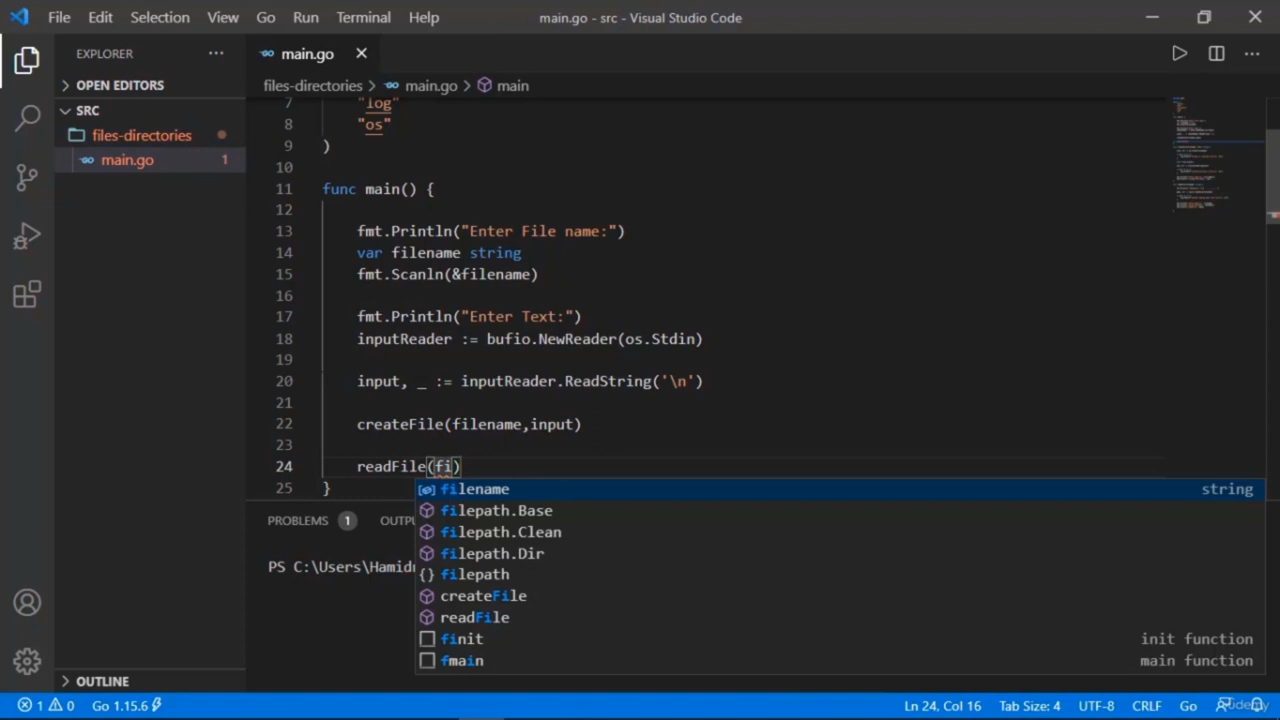 File Edit Selection View Go Run Terminal Help main.go - src - Visual Studio Code
EXPLORER ... main.go
files-directories > main.go > main
OPEN EDITORS
SRC
files-directories
main.go 1
7 "log"
8 "os"
9 )
10
11 func main() {
12
13 fmt.Println("Enter File name:")
14 var filename string
15 fmt.Scanln(&filename)
16
17 fmt.Println("Enter Text:")
18 inputReader := bufio.NewReader(os.Stdin)
19
20 input, _ := inputReader.ReadString('\n')
21
22 createFile(filename,input)
23
24 readFile(fi)
25 }
filename string
filepath.Base
filepath.Clean
filepath.Dir
{} filepath
createFile
readFile
finit init function
fmain main function
PROBLEMS 1 OUTPU
PS C:\Users\Hamid
OUTLINE
1 0 Go 1.15.6 Ln 24, Col 16 Tab Size: 4 UTF-8 CRLF Go
Udemy